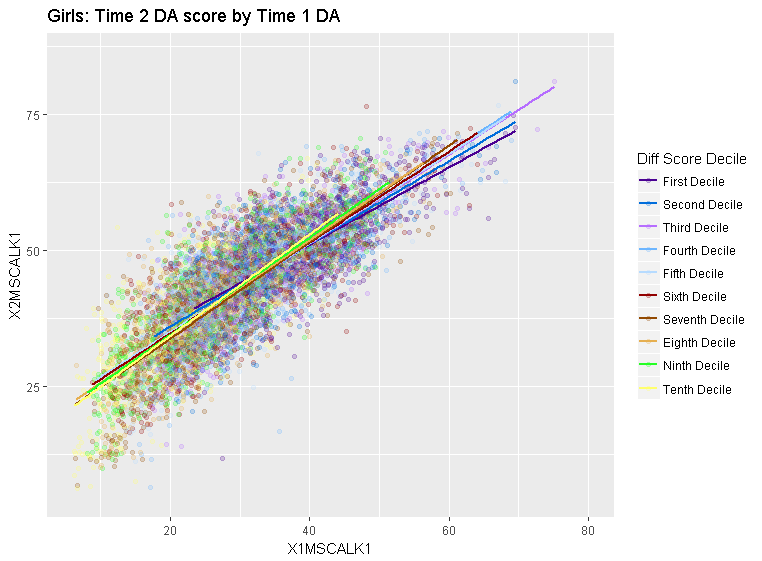 Girls: Time 2 DA score by Time 1 DA
75
50
25
X2MSCALK1
20
40
60
80
X1MSCALK1
Diff Score Decile
First Decile
Second Decile
Third Decile
Fourth Decile
Fifth Decile
Sixth Decile
Seventh Decile
Eighth Decile
Ninth Decile
Tenth Decile